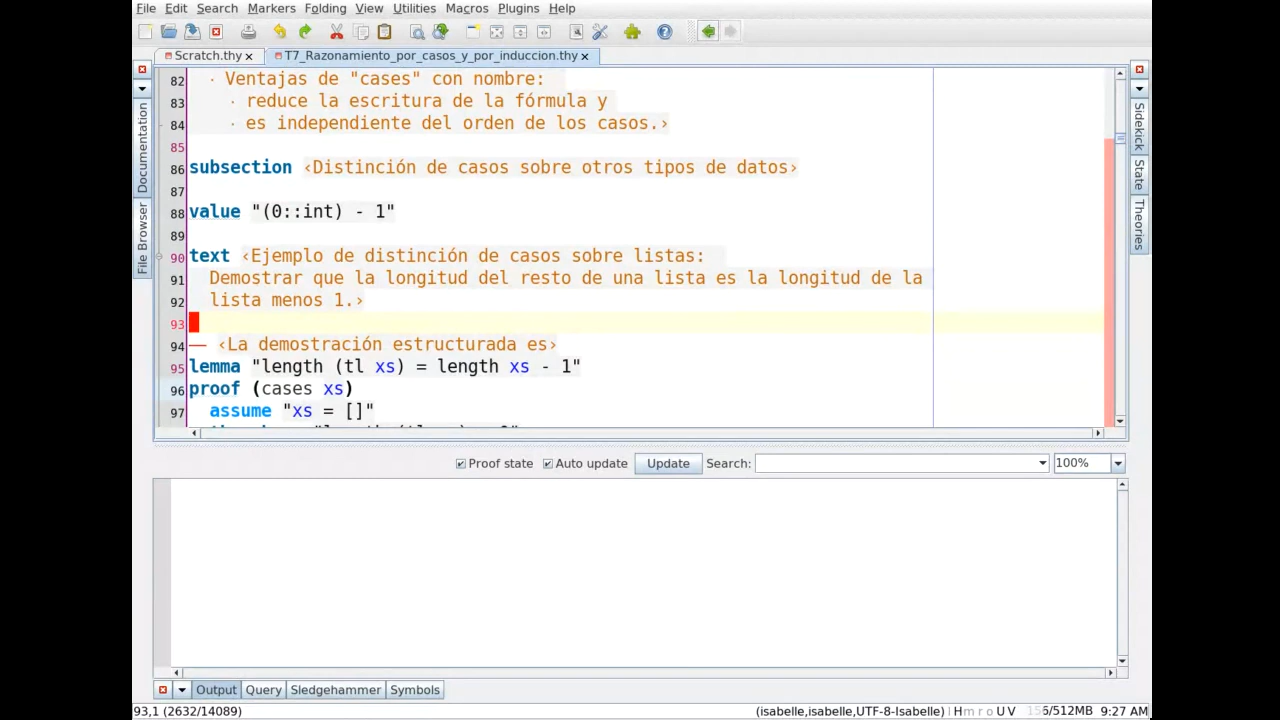 File Edit Search Markers Folding View Utilities Macros Plugins Help
Scratch.thy T7_Razonamiento_por_casos_y_por_induccion.thy
82 · Ventajas de "cases" con nombre:
83 · reduce la escritura de la fórmula y
84 · es independiente del orden de los casos.›
85
86 subsection ‹Distinción de casos sobre otros tipos de datos›
87
88 value "(0::int) - 1"
89
90 text ‹Ejemplo de distinción de casos sobre listas:
91 Demostrar que la longitud del resto de una lista es la longitud de la
92 lista menos 1.›
93
94 — ‹La demostración estructurada es›
95 lemma "length (tl xs) = length xs - 1"
96 proof (cases xs)
97 assume "xs = []"
Documentation
File Browser
Sidekick
State
Theories
Proof state Auto update Update Search: 100%
Output Query Sledgehammer Symbols
93,1 (2632/14089) (isabelle,isabelle,UTF-8-Isabelle) H m r o U V /512MB 9:27 AM